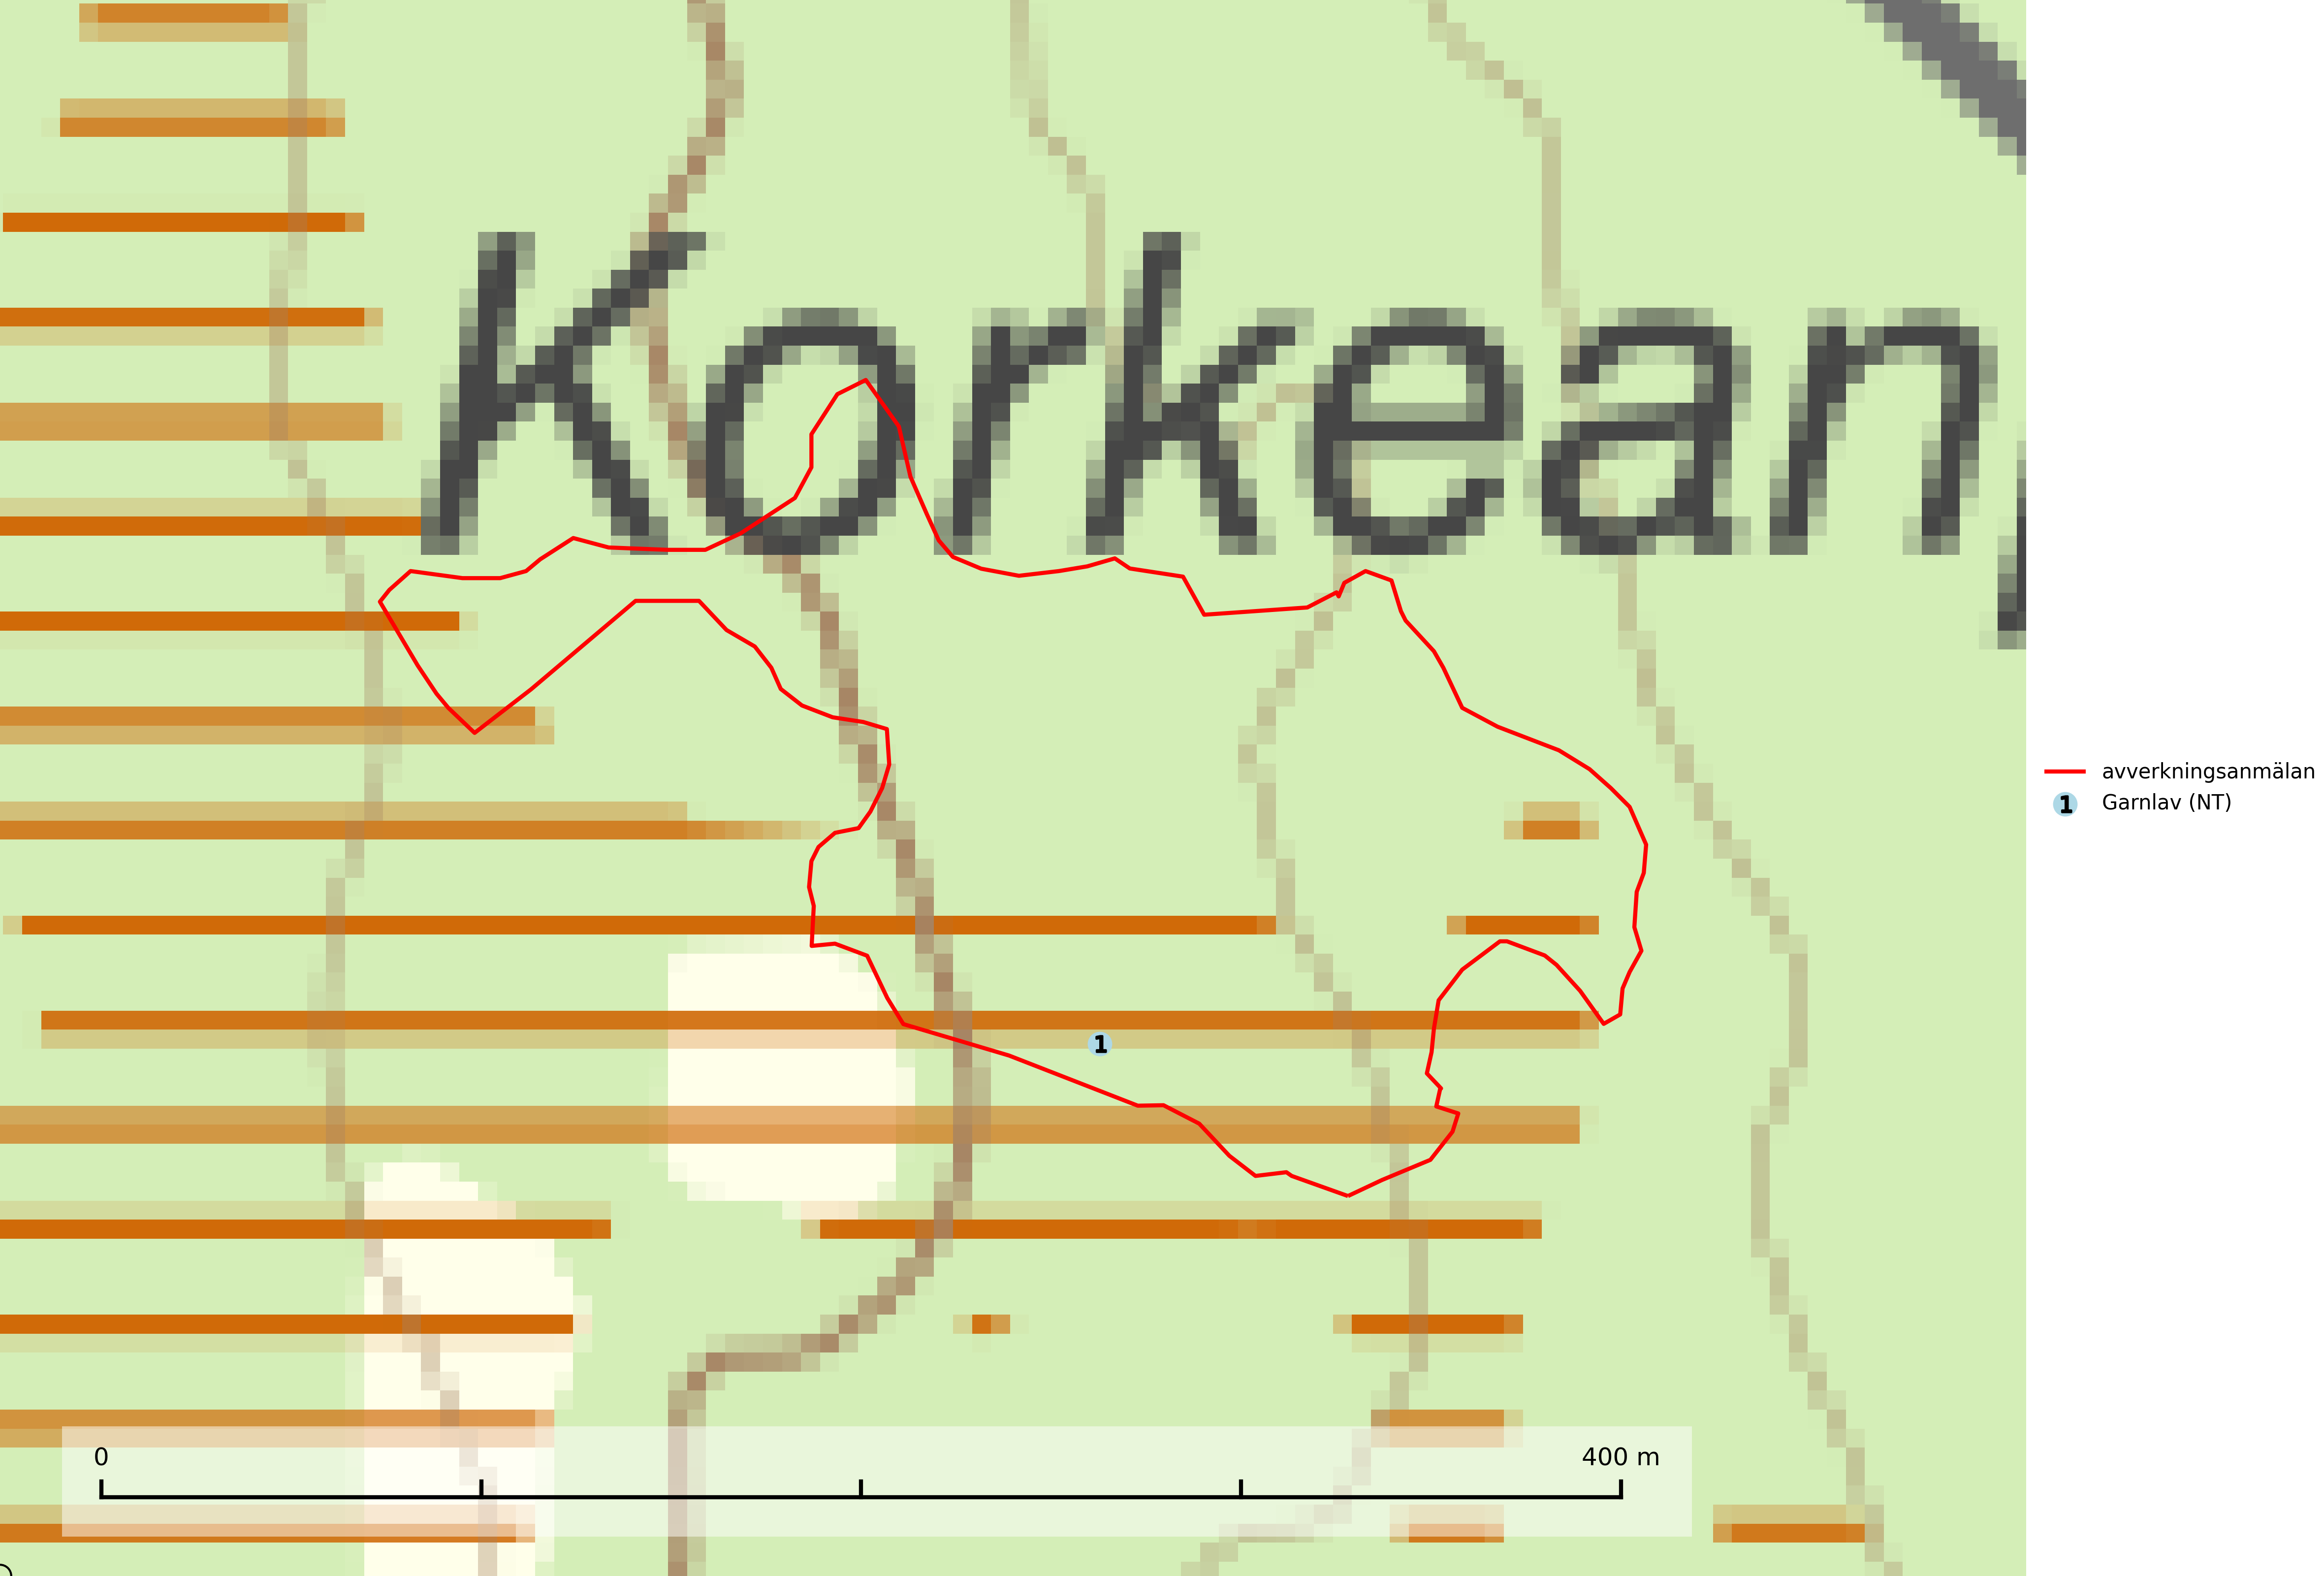 Korkean
avverkningsanmälan
1 Garnlav (NT)
1
0 400 m